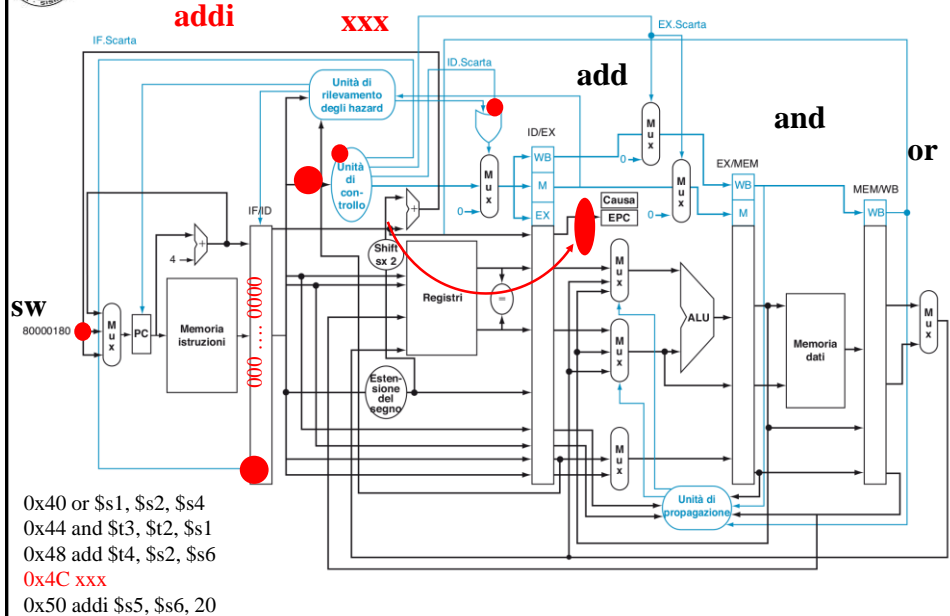 addi
xxx
IF.Scarta
EX.Scarta
ID.Scarta
add
and
or
Unità di
rilevamento
degli hazard
Unità
di
con-
trollo
Mux
0
ID/EX
WB
M
EX
Mux
0
Mux
0
Causa
EPC
EX/MEM
WB
M
MEM/WB
WB
IF/ID
+
4
+
Shift
sx 2
sw
80000180
Mux
PC
Memoria
istruzioni
000 .... 0000
Registri
=
Mux
Mux
ALU
Memoria
dati
Mux
Esten-
sione
del
segno
Mux
Unità di
propagazione
0x40 or $s1, $s2, $s4
0x44 and $t3, $t2, $s1
0x48 add $t4, $s2, $s6
0x4C xxx
0x50 addi $s5, $s6, 20